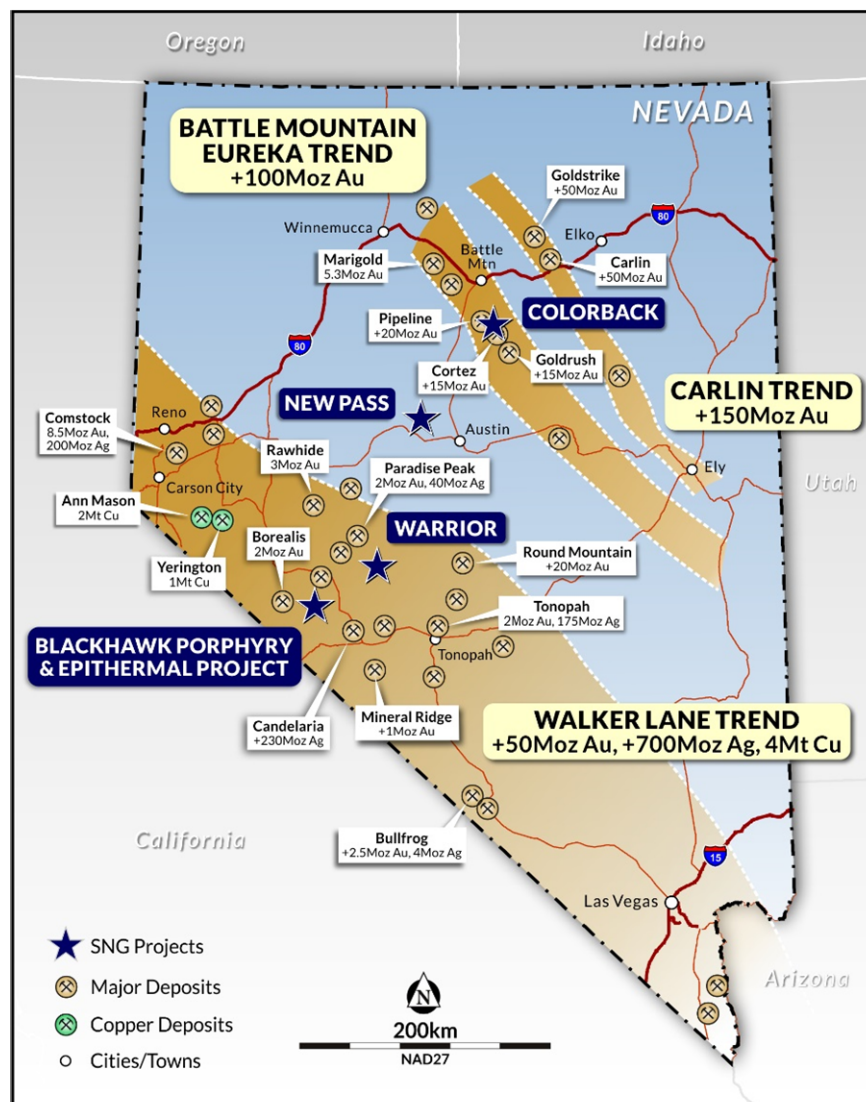 Oregon
Idaho
NEVADA
BATTLE MOUNTAIN
EUREKA TREND
+100Moz Au
Goldstrike
+50Moz Au
80
Winnemucca
Elko
Battle
Mtn
Marigold
5.3Moz Au
Carlin
+50Moz Au
Pipeline
+20Moz Au
COLORBACK
80
Cortez
+15Moz Au
Goldrush
+15Moz Au
CARLIN TREND
+150Moz Au
NEW PASS
Comstock
8.5Moz Au,
200Moz Ag
Reno
Austin
Rawhide
3Moz Au
Paradise Peak
2Moz Au, 40Moz Ag
Ely
Utah
Carson City
Ann Mason
2Mt Cu
WARRIOR
Borealis
2Moz Au
Round Mountain
+20Moz Au
Yerington
1Mt Cu
Tonopah
2Moz Au, 175Moz Ag
BLACKHAWK PORPHYRY
& EPITHERMAL PROJECT
Tonopah
Candelaria
+230Moz Ag
Mineral Ridge
+1Moz Au
WALKER LANE TREND
+50Moz Au, +700Moz Ag, 4Mt Cu
California
Bullfrog
+2.5Moz Au, 4Moz Ag
15
Las Vegas
Arizona
SNG Projects
Major Deposits
Copper Deposits
Cities/Towns
N
200km
NAD27